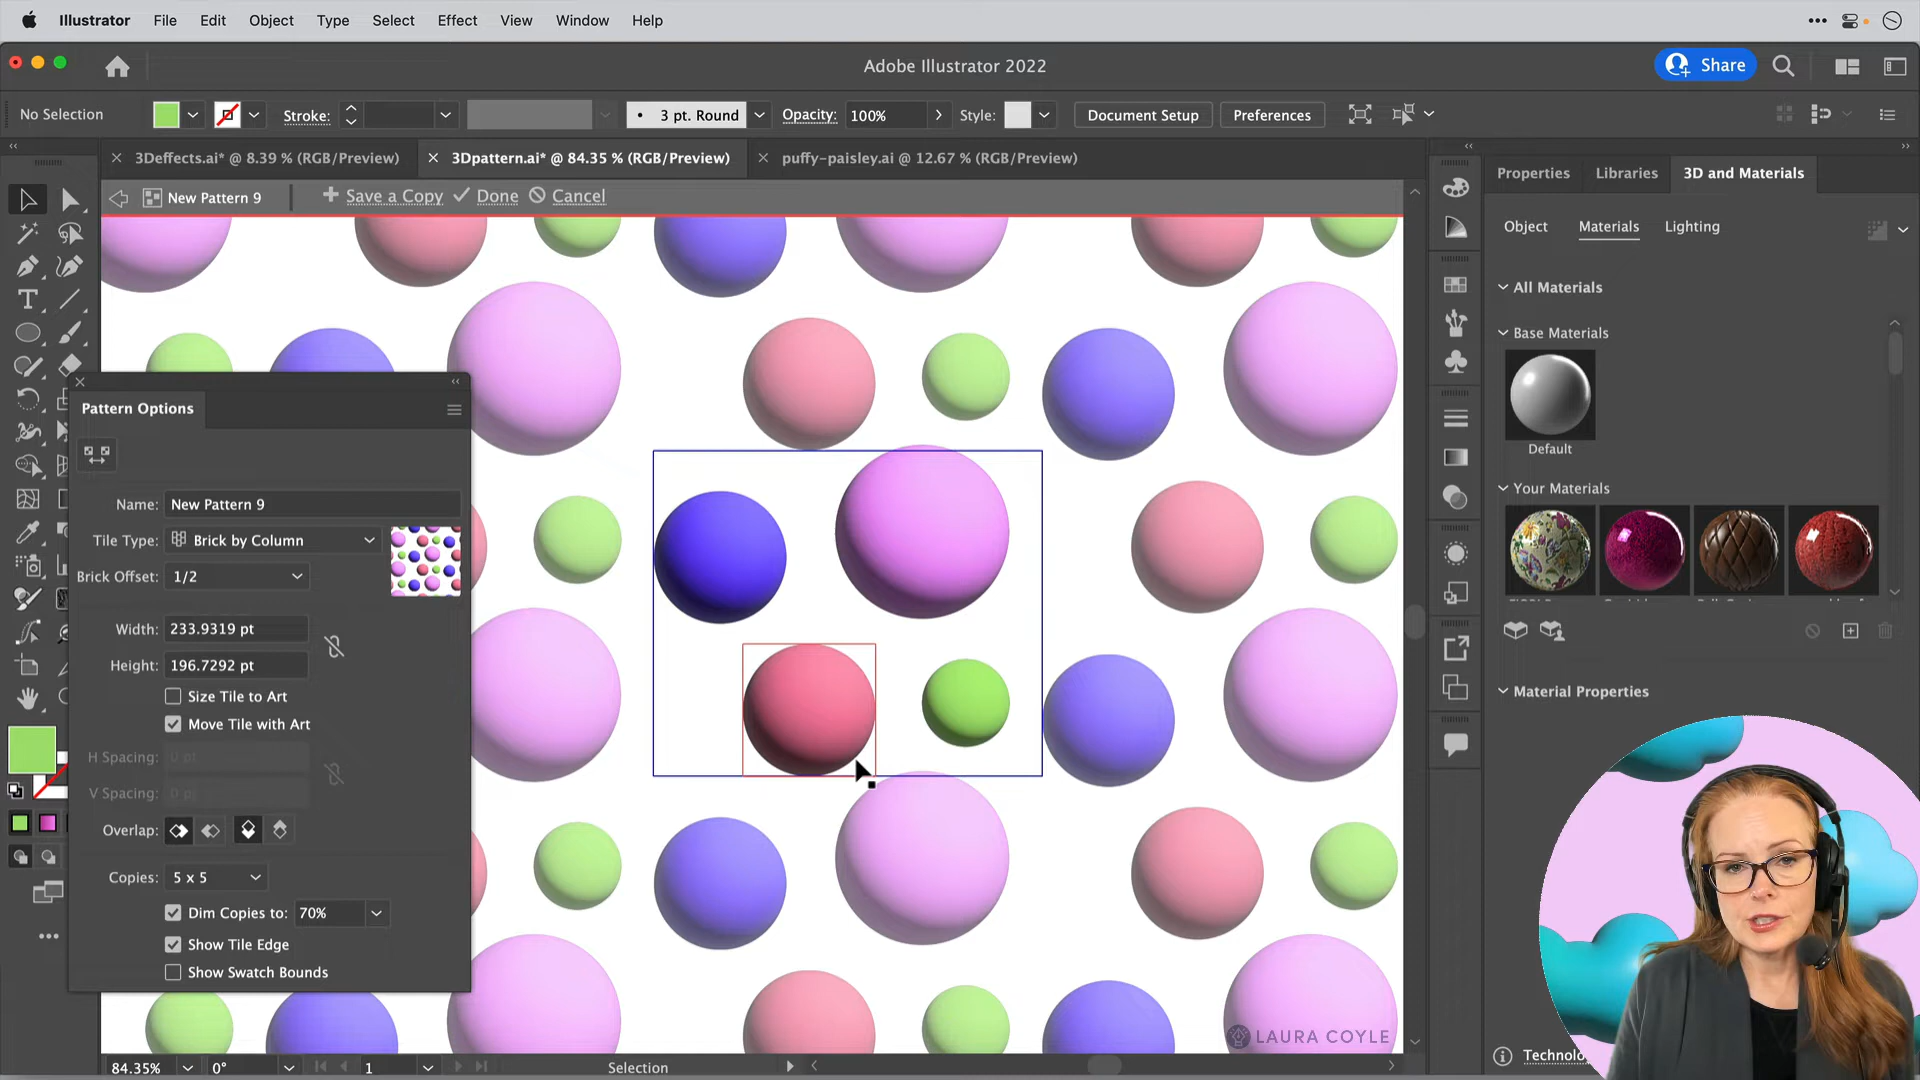 Illustrator File Edit Object Type Select Effect View Window Help
Adobe Illustrator 2022
Share
No Selection
Stroke:
3 pt. Round
Opacity: 100%
Style:
Document Setup
Preferences
3Deffects.ai* @ 8.39 % (RGB/Preview)
3Dpattern.ai* @ 84.35 % (RGB/Preview)
puffy-paisley.ai @ 12.67 % (RGB/Preview)
New Pattern 9
Save a Copy Done Cancel
Pattern Options
Name: New Pattern 9
Tile Type: Brick by Column
Brick Offset: 1/2
Width: 233.9319 pt
Height: 196.7292 pt
Size Tile to Art
Move Tile with Art
H Spacing: 0 pt
V Spacing: 0 pt
Overlap:
Copies: 5 x 5
Dim Copies to: 70%
Show Tile Edge
Show Swatch Bounds
Properties Libraries 3D and Materials
Object Materials Lighting
All Materials
Base Materials
Default
Your Materials
Material Properties
LAURA COYLE
84.35% 0° 1 Selection